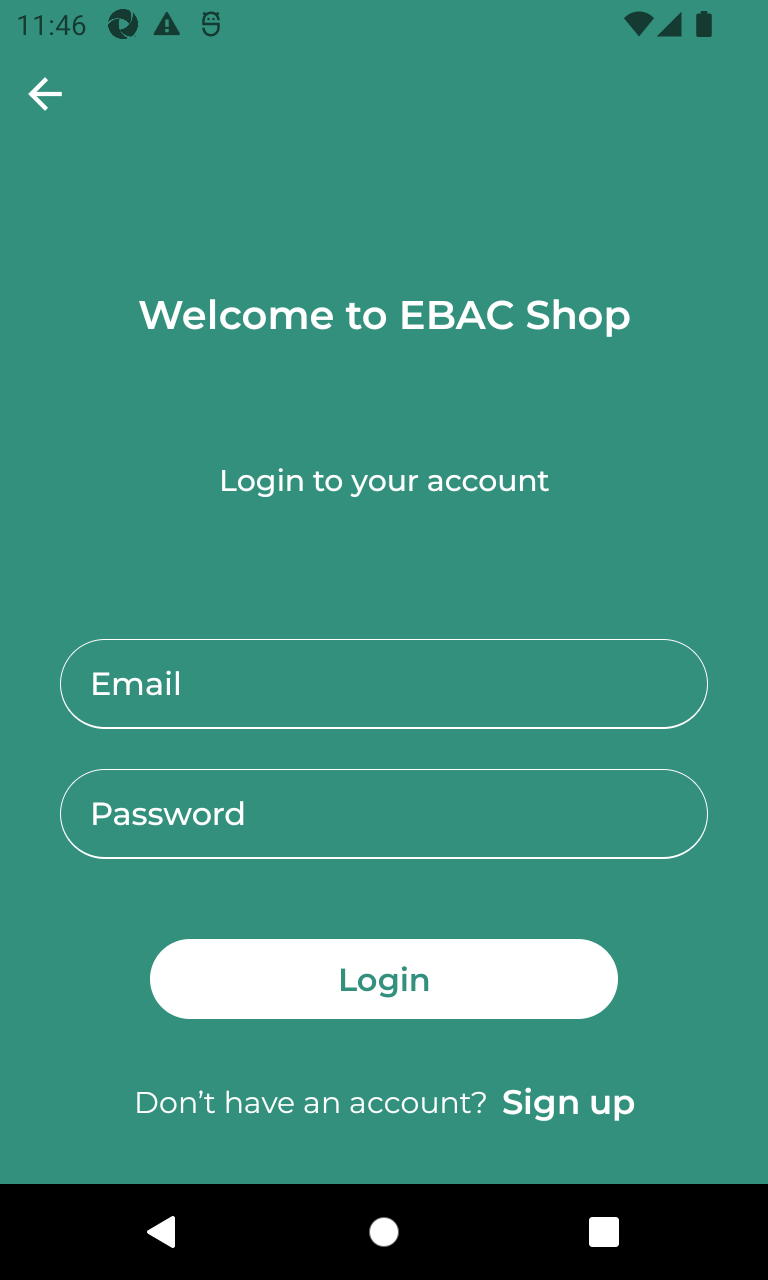 11:46
Welcome to EBAC Shop
Login to your account
Email
Password
Login
Don’t have an account? Sign up